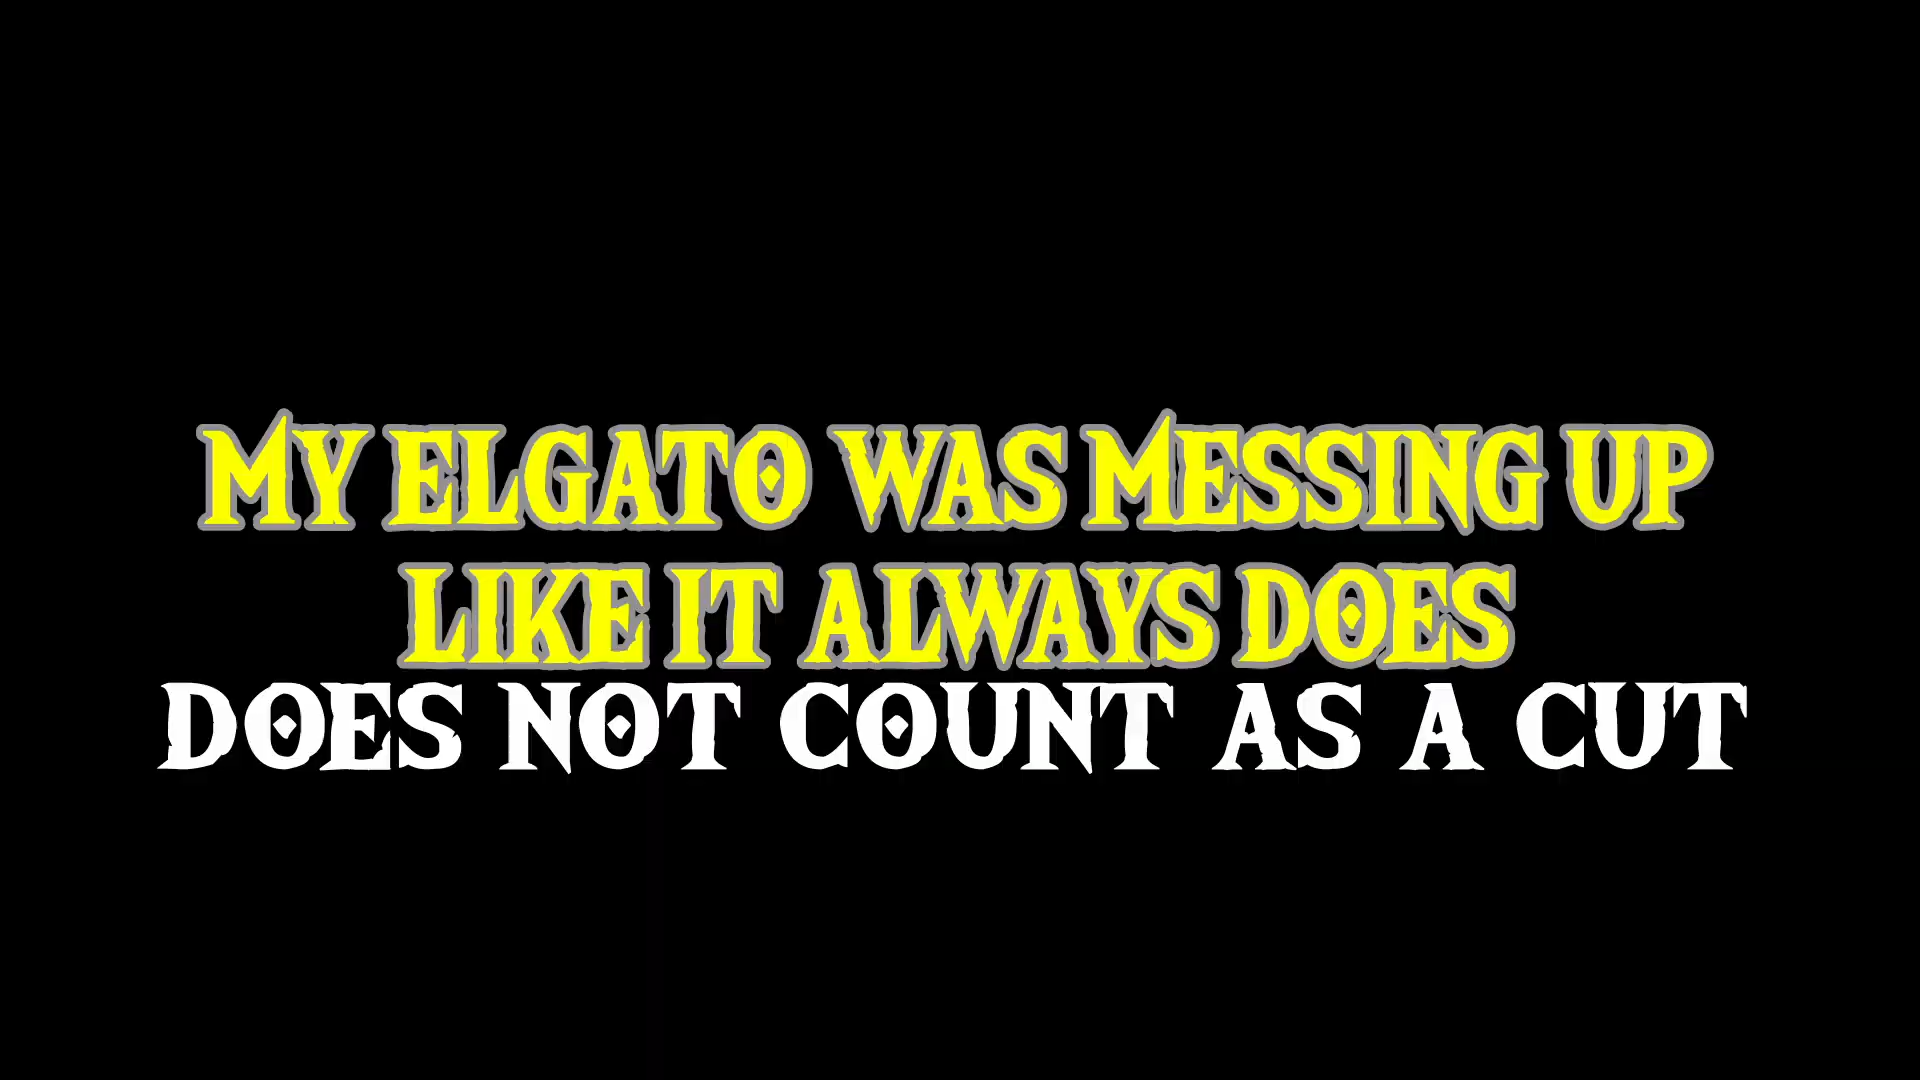 MY ELGATO WAS MESSING UP
LIKE IT ALWAYS DOES
DOES NOT COUNT AS A CUT